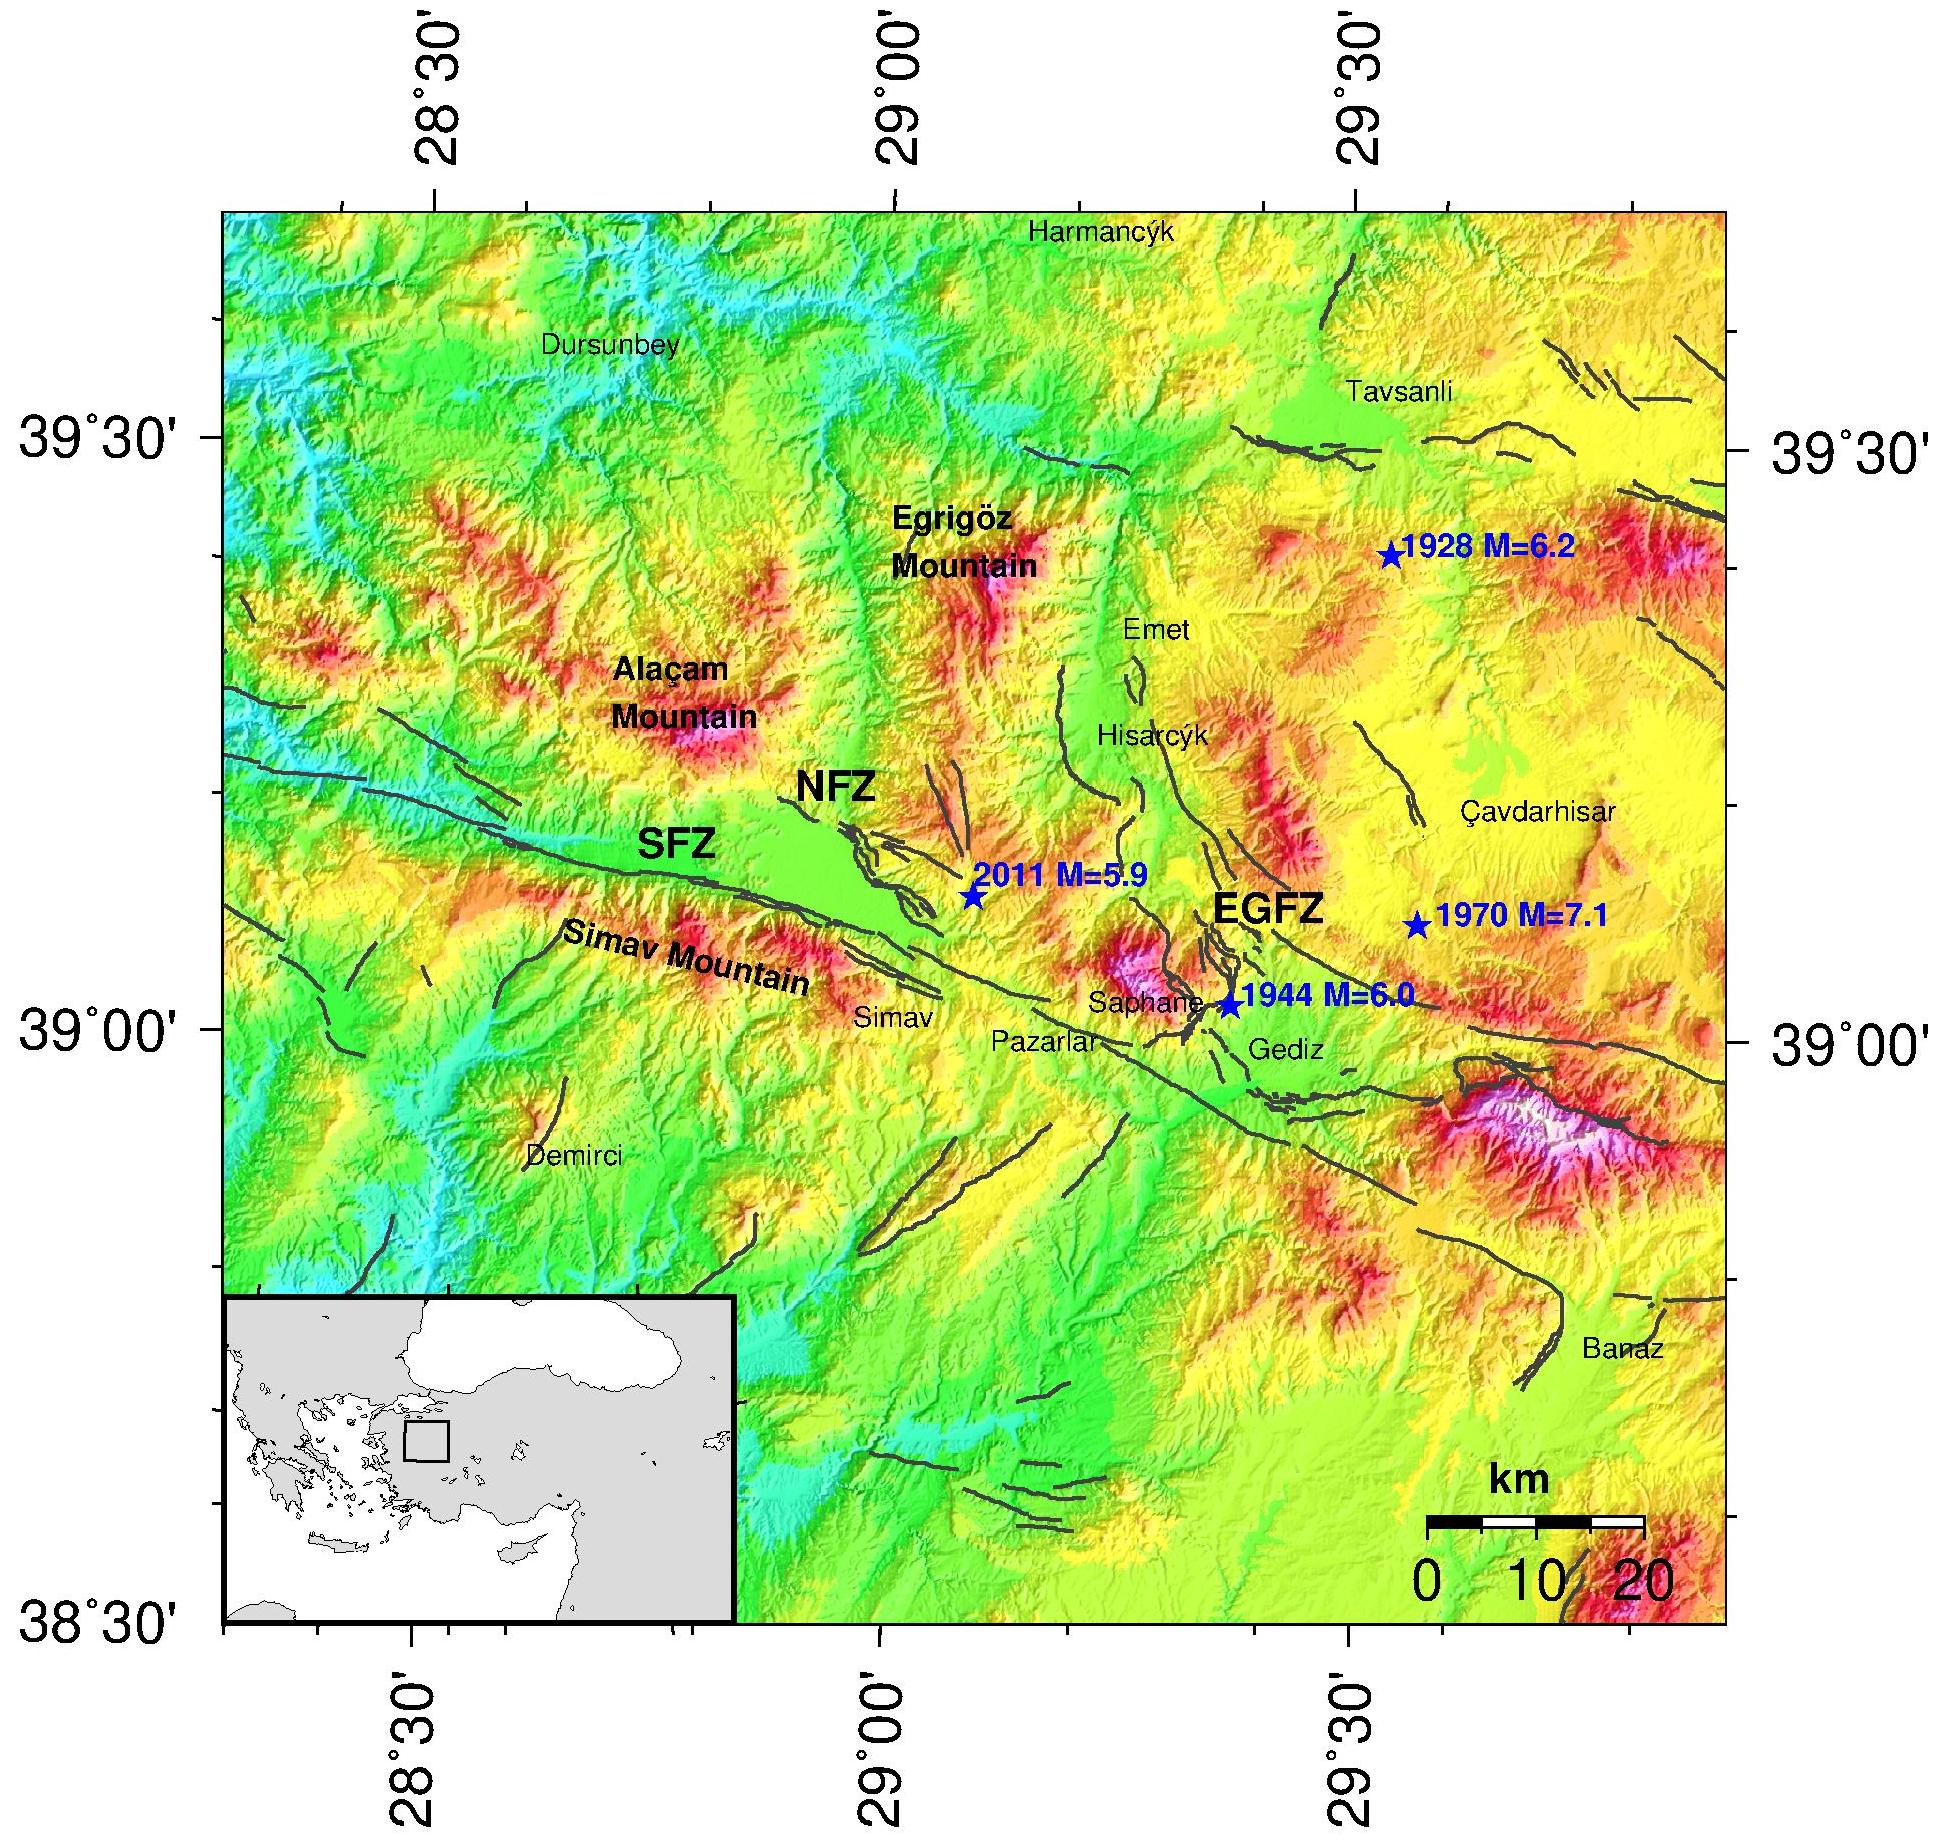 28°30'
29°00'
29°30'
Harmancýk
Dursunbey
Tavsanli
39°30'
39°30'
Egrigöz
Mountain
1928 M=6.2
Emet
Alaçam
Mountain
Hisarcýk
NFZ
Çavdarhisar
SFZ
2011 M=5.9
EGFZ
1970 M=7.1
Simav Mountain
Saphane
1944 M=6.0
Simav
39°00'
39°00'
Pazarlar
Gediz
Demirci
Banaz
km
0 10 20
38°30'
28°30'
29°00'
29°30'